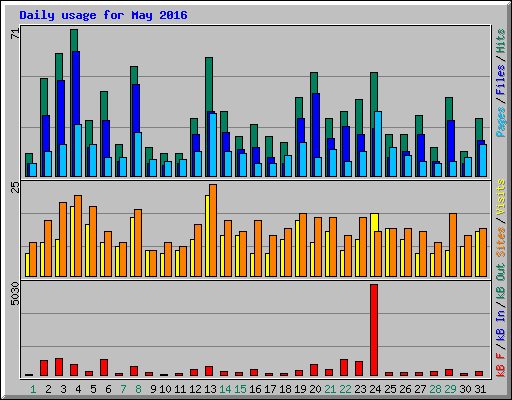 Daily usage for May 2016
71
Pages / Files / Hits
25
Sites / Visits
5030
kB F / kB In / kB Out
1 2 3 4 5 6 7 8 9 10 11 12 13 14 15 16 17 18 19 20 21 22 23 24 25 26 27 28 29 30 31